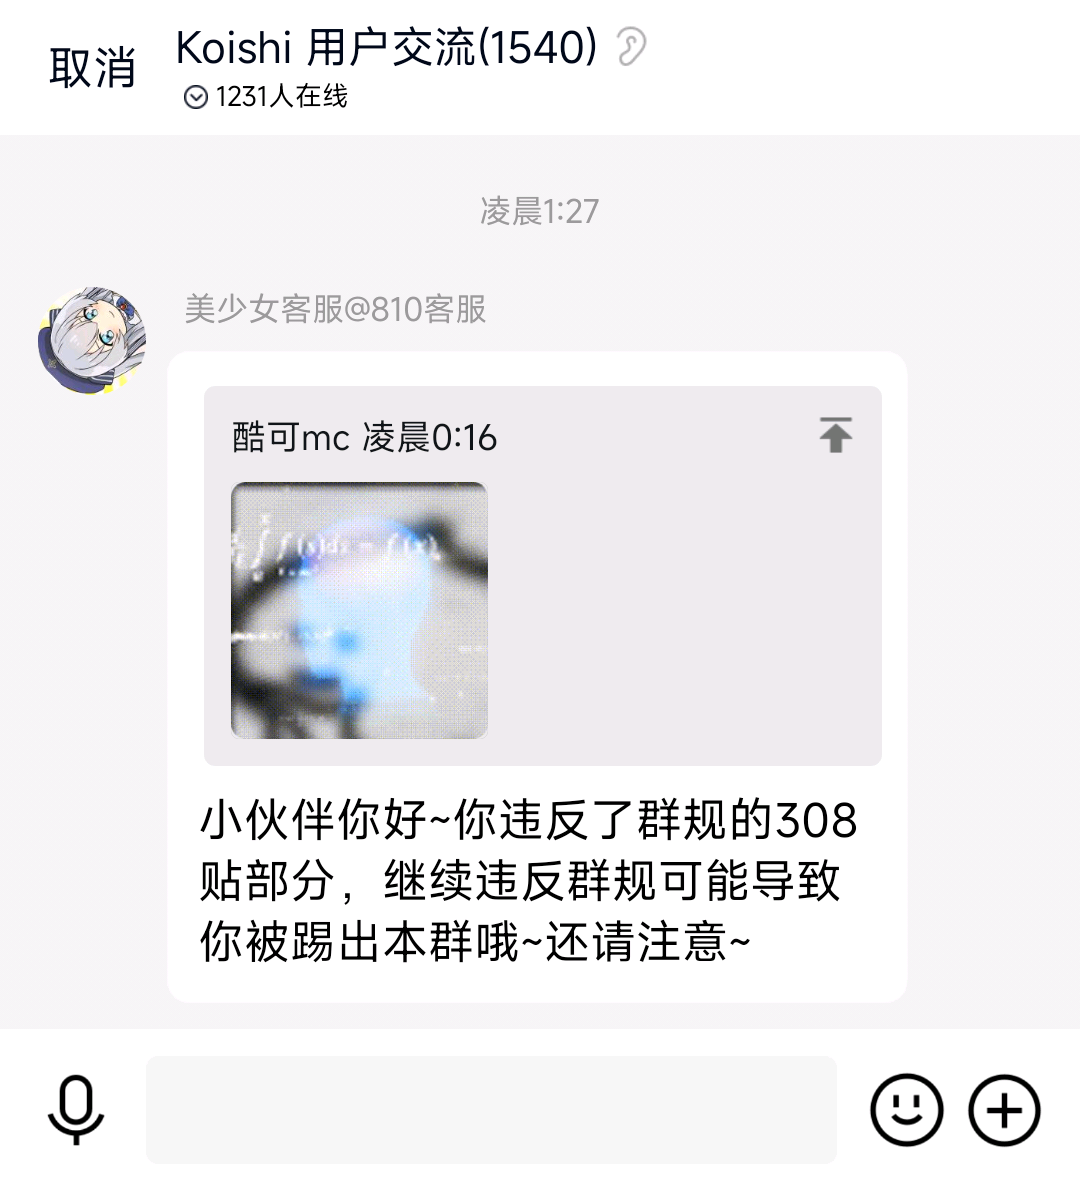 取消
Koishi 用户交流(1540)
1231人在线
凌晨1:27
美少女客服@810客服
酷可mc 凌晨0:16
小伙伴你好~你违反了群规的308
贴部分，继续违反群规可能导致
你被踢出本群哦~还请注意~